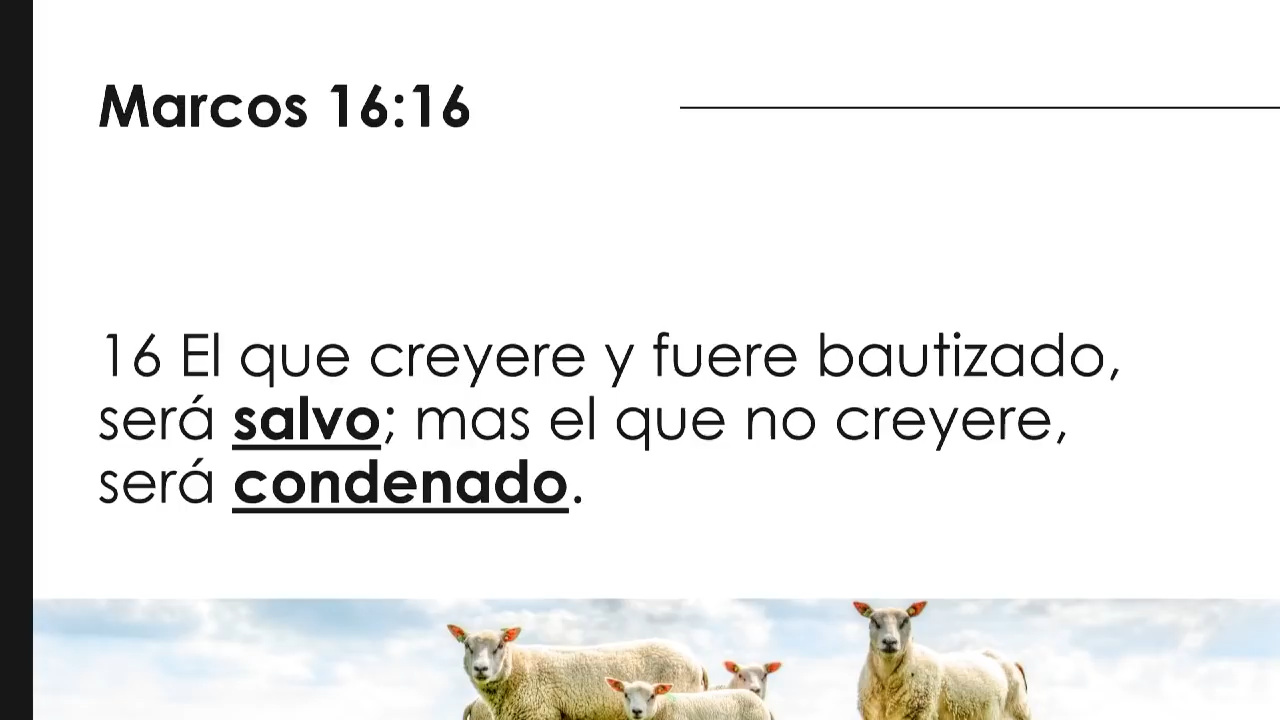 Marcos 16:16
16 El que creyere y fuere bautizado,
será salvo; mas el que no creyere,
será condenado.